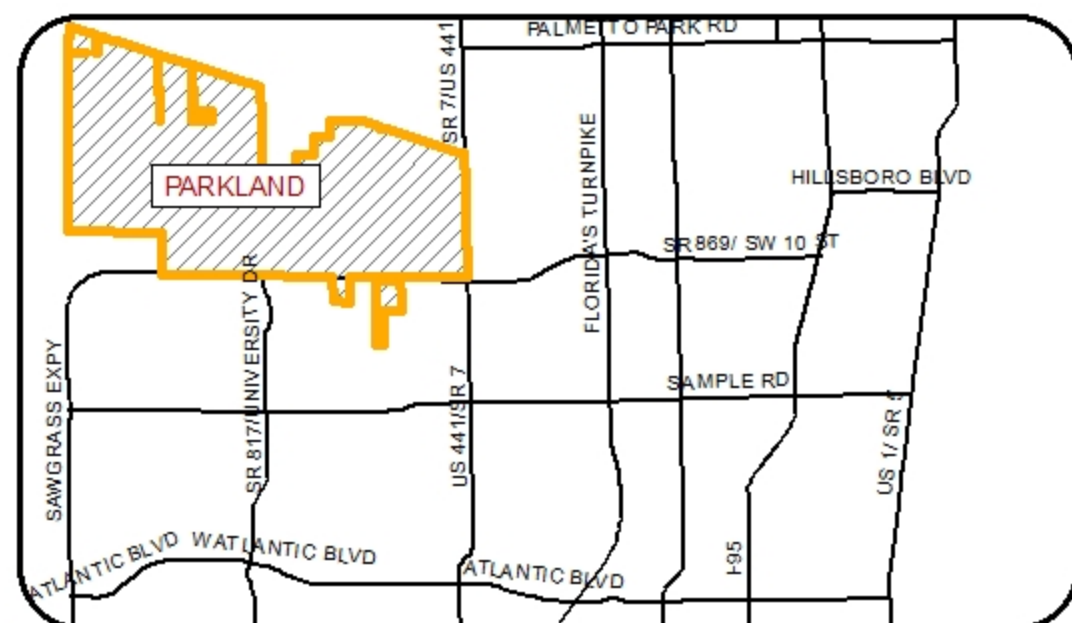 PALMETTO PARK RD
SR 7/US 441
FLORIDA'S TURNPIKE
HILLSBORO BLVD
PARKLAND
SR 869/ SW 10 ST
SR 817/UNIVERSITY DR
SAWGRASS EXPY
US 441/SR 7
SAMPLE RD
US 1/ SR 5
I-95
ATLANTIC BLVD
W ATLANTIC BLVD
ATLANTIC BLVD